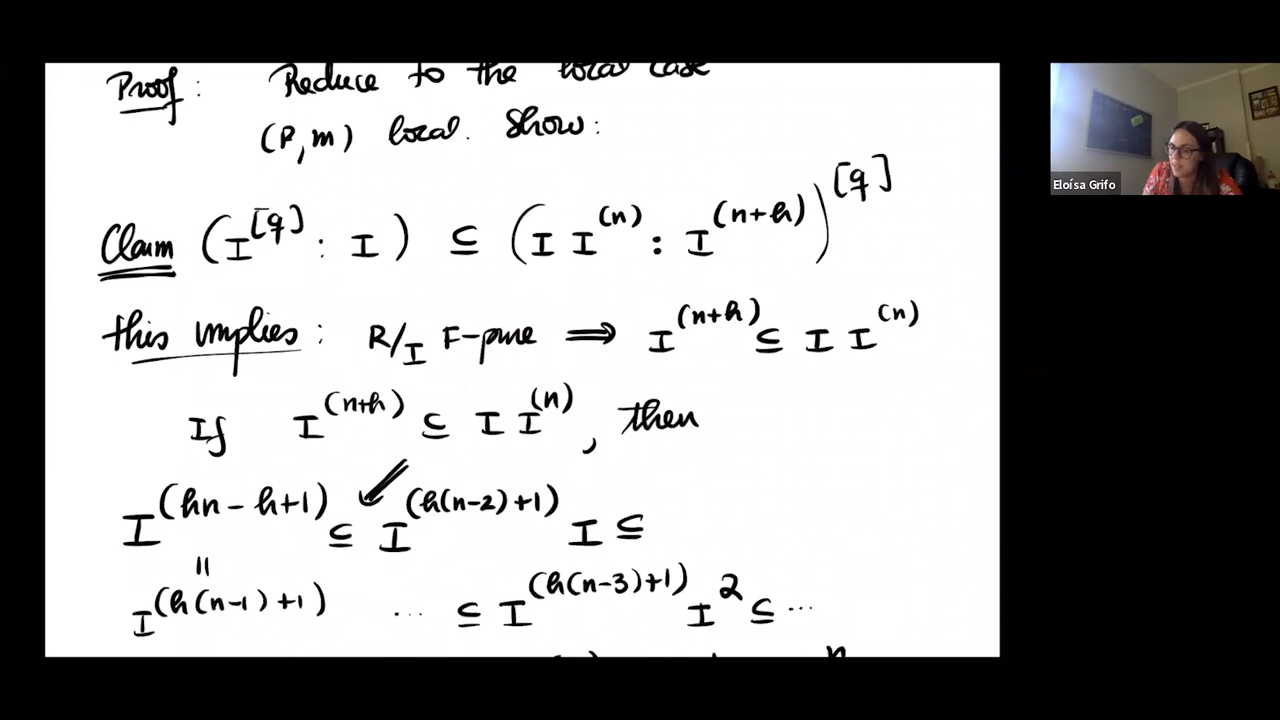 Proof: Reduce to the local case
(R, m) local. Show:
Claim (I^[q] : I) ⊆ (I I^(n) : I^(n+h))^[q]
this implies: R/I F-pure ⟹ I^(n+h) ⊆ I I^(n)
If I^(n+h) ⊆ I I^(n), then
I^(hn-h+1) ⊆ I^(h(n-2)+1) I ⊆
=
I^(h(n-1)+1) ... ⊆ I^(h(n-3)+1) I^2 ⊆ ...
Eloísa Grifo